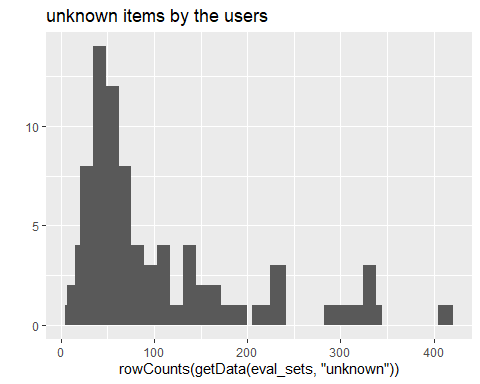 unknown items by the users
10
5
0
0 100 200 300 400
rowCounts(getData(eval_sets, "unknown"))